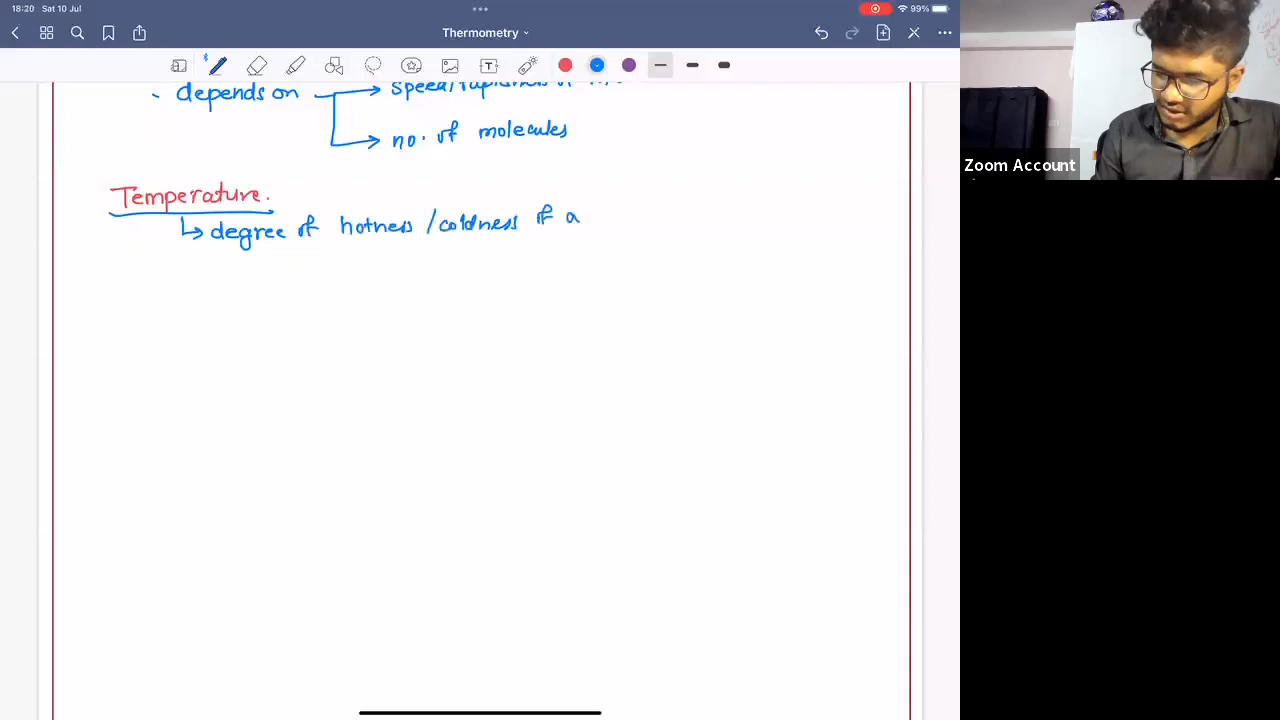 18:20 Sat 10 Jul
99%
Thermometry
T
depends on
no. of molecules
Temperature.
degree of hotness/coldness of a
Zoom Account